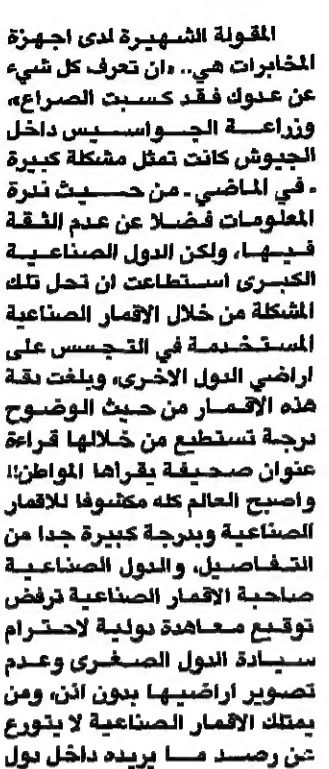 المقولة الشهيرة لدى اجهزة
المخابرات هي.. «ان تعرف كل شيء
عن عدوك فقد كسبت الصراع»،
وزراعة الجواسيس داخل
الجيوش كانت تمثل مشكلة كبيرة
- في الماضي - من حيث ندرة
المعلومات فضلا عن عدم الثقة
فيها، ولكن الدول الصناعية
الكبرى استطاعت ان تحل تلك
المشكلة من خلال الاقمار الصناعية
المستخدمة في التجسس على
اراضي الدول الاخرى، وبلغت دقة
هذه الاقمار من حيث الوضوح
درجة تستطيع من خلالها قراءة
عنوان صحيفة يقرأها المواطن!!
واصبح العالم كله مكشوفا للاقمار
الصناعية وبدرجة كبيرة جدا من
التفاصيل، والدول الصناعية
صاحبة الاقمار الصناعية ترفض
توقيع معاهدة دولية لاحترام
سيادة الدول الصغرى وعدم
تصوير اراضيها بدون اذن، ومن
يمتلك الاقمار الصناعية لا يتورع
عن رصد ما يريده داخل دول